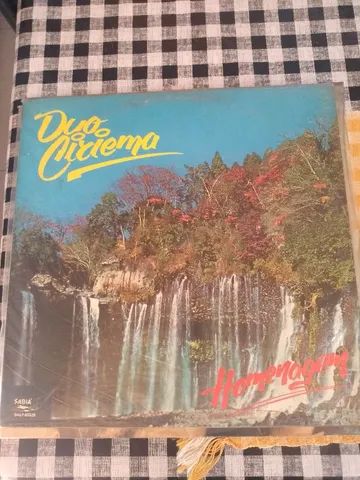 Duo
Ciriema
Homenagem
SABIÁ